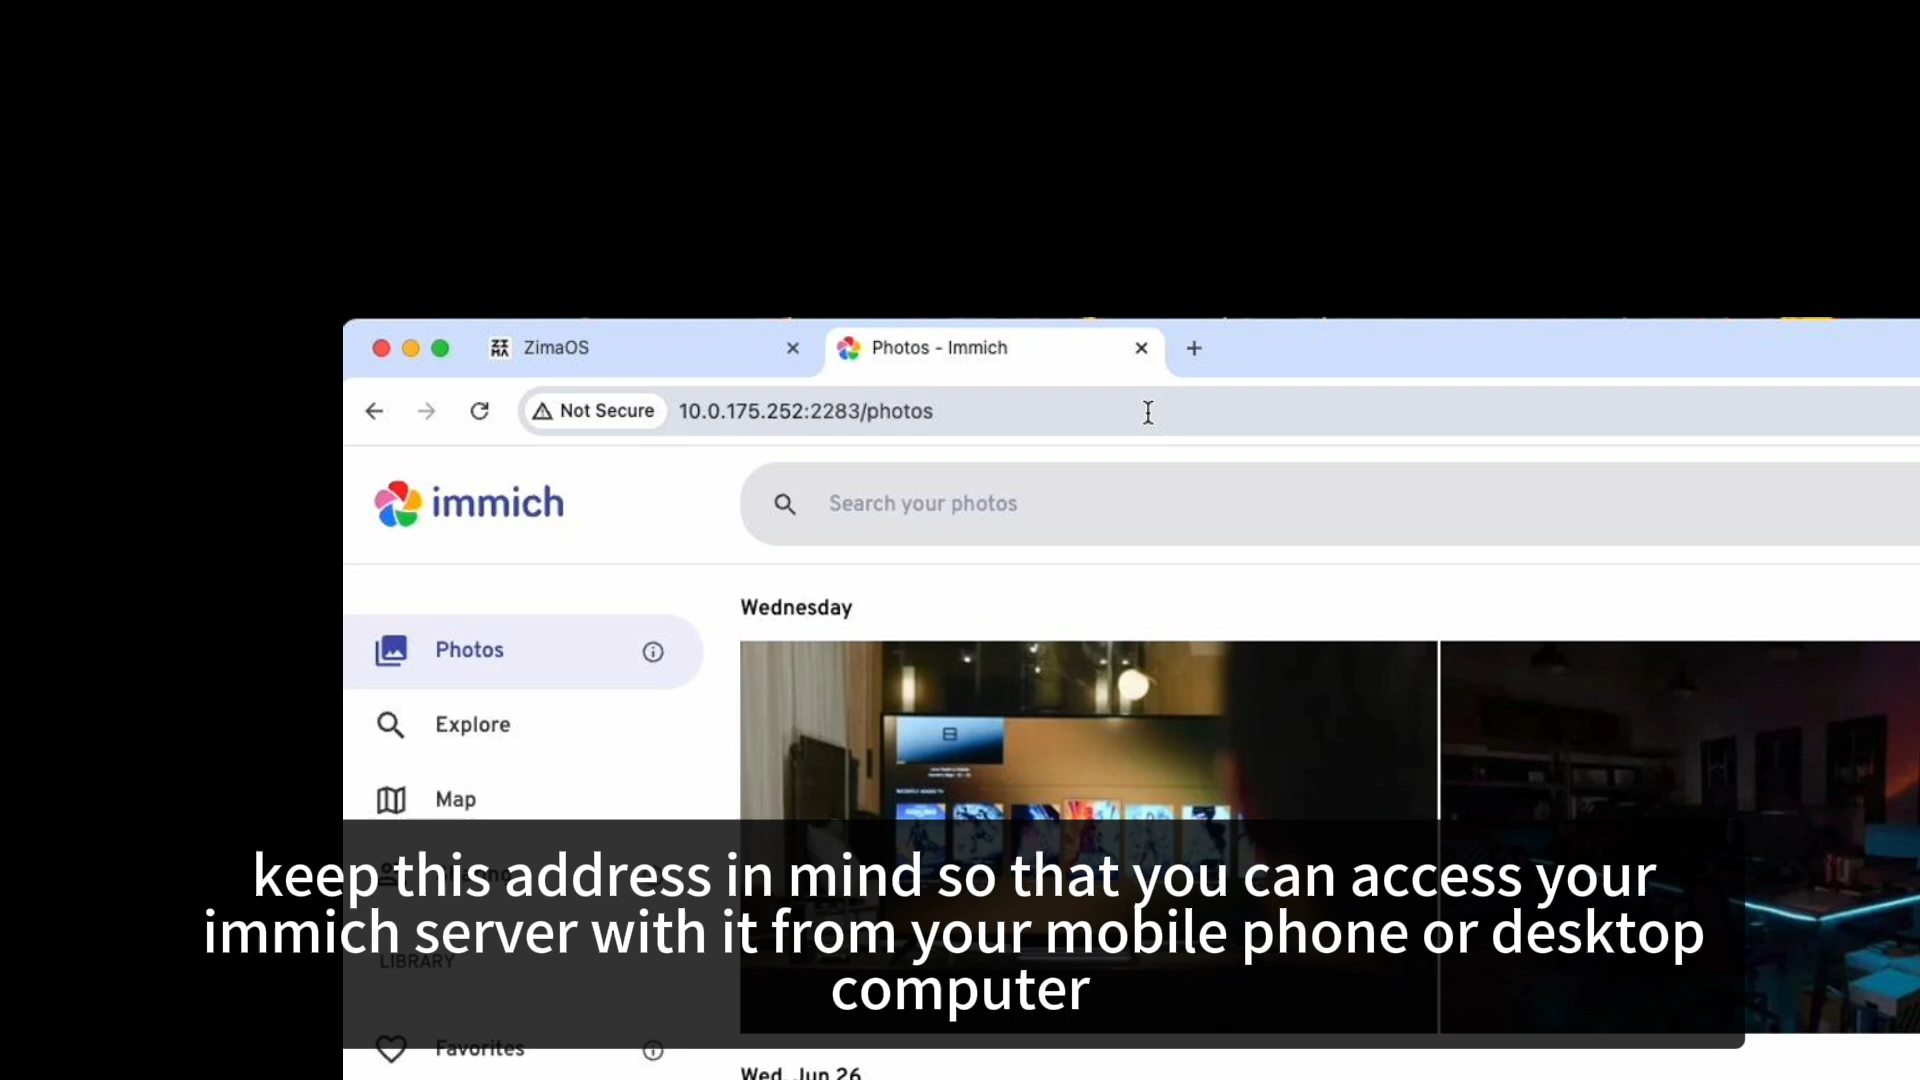 ZimaOS
Photos - Immich
Not Secure
10.0.175.252:2283/photos
immich
Search your photos
Wednesday
Photos
Explore
Map
keep this address in mind so that you can access your
immich server with it from your mobile phone or desktop
computer
LIBRARY
Favorites
Wed, Jun 26